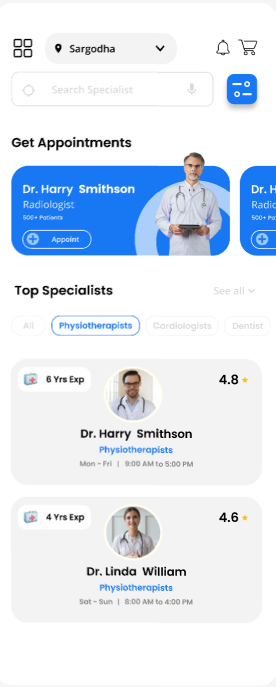 Sargodha
Search Specialist
Get Appointments
Dr. Harry Smithson
Radiologist
500+ Patients
Appoint
Dr. H
Radio
500+ Pat
Top Specialists
See all
All
Physiotherapists
Cardiologists
Dentist
6 Yrs Exp
4.8
Dr. Harry Smithson
Physiotherapists
Mon - Fri | 9:00 AM to 5:00 PM
4 Yrs Exp
4.6
Dr. Linda William
Physiotherapists
Sat - Sun | 8:00 AM to 4:00 PM